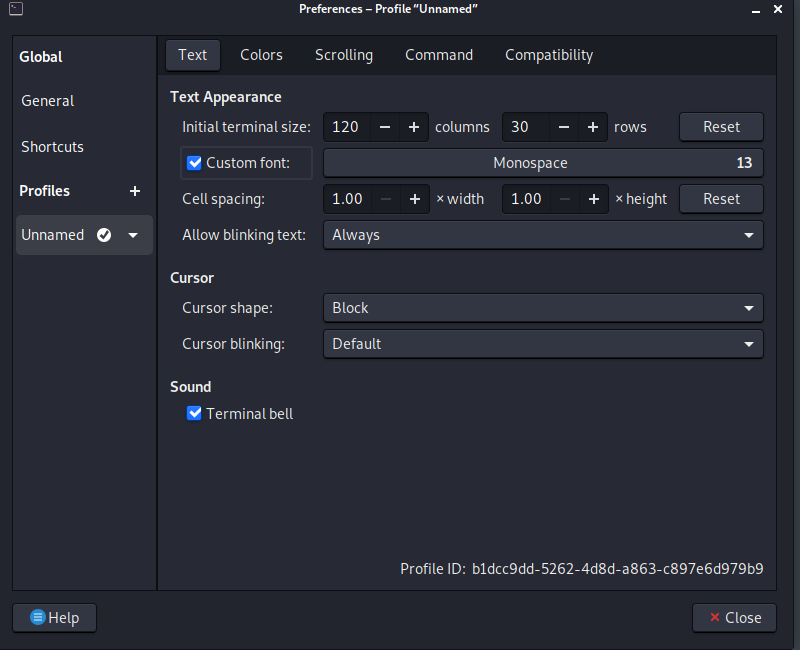 Preferences – Profile “Unnamed”
Global
General
Shortcuts
Profiles +
Unnamed
Text Colors Scrolling Command Compatibility
Text Appearance
Initial terminal size: 120 − + columns 30 − + rows Reset
Custom font: Monospace 13
Cell spacing: 1.00 − + × width 1.00 − + × height Reset
Allow blinking text: Always
Cursor
Cursor shape: Block
Cursor blinking: Default
Sound
Terminal bell
Profile ID: b1dcc9dd-5262-4d8d-a863-c897e6d979b9
Help Close